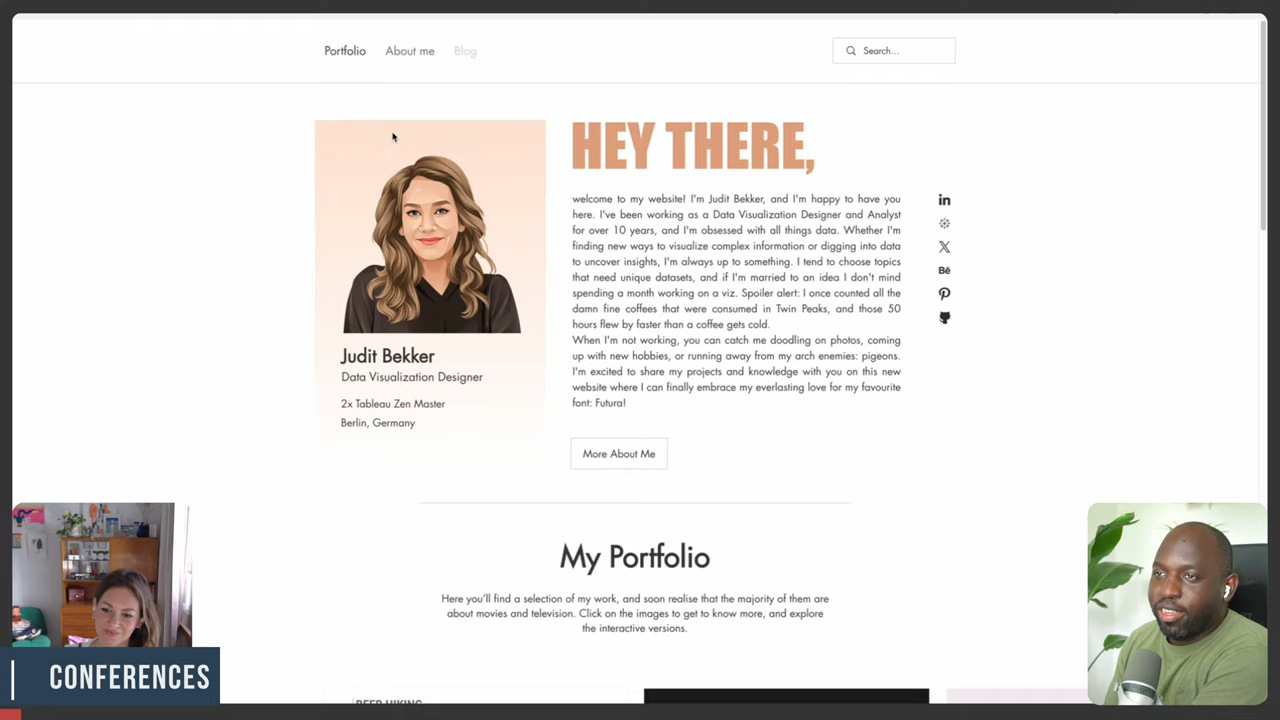 Portfolio About me Blog
Search...
HEY THERE,
welcome to my website! I'm Judit Bekker, and I'm happy to have you
here. I've been working as a Data Visualization Designer and Analyst
for over 10 years, and I'm obsessed with all things data. Whether I'm
finding new ways to visualize complex information or digging into data
to uncover insights, I'm always up to something. I tend to choose topics
that need unique datasets, and if I'm married to an idea I don't mind
spending a month working on a viz. Spoiler alert: I once counted all the
damn fine coffees that were consumed in Twin Peaks, and those 50
hours flew by faster than a coffee gets cold.
When I'm not working, you can catch me doodling on photos, coming
up with new hobbies, or running away from my arch enemies: pigeons.
I'm excited to share my projects and knowledge with you on this new
website where I can finally embrace my everlasting love for my favourite
font: Futura!
in
X
Bē
Judit Bekker
Data Visualization Designer
2x Tableau Zen Master
Berlin, Germany
More About Me
My Portfolio
Here you'll find a selection of my work, and soon realise that the majority of them are
about movies and television. Click on the images to get to know more, and explore
the interactive versions.
BEER HIKING
CONFERENCES